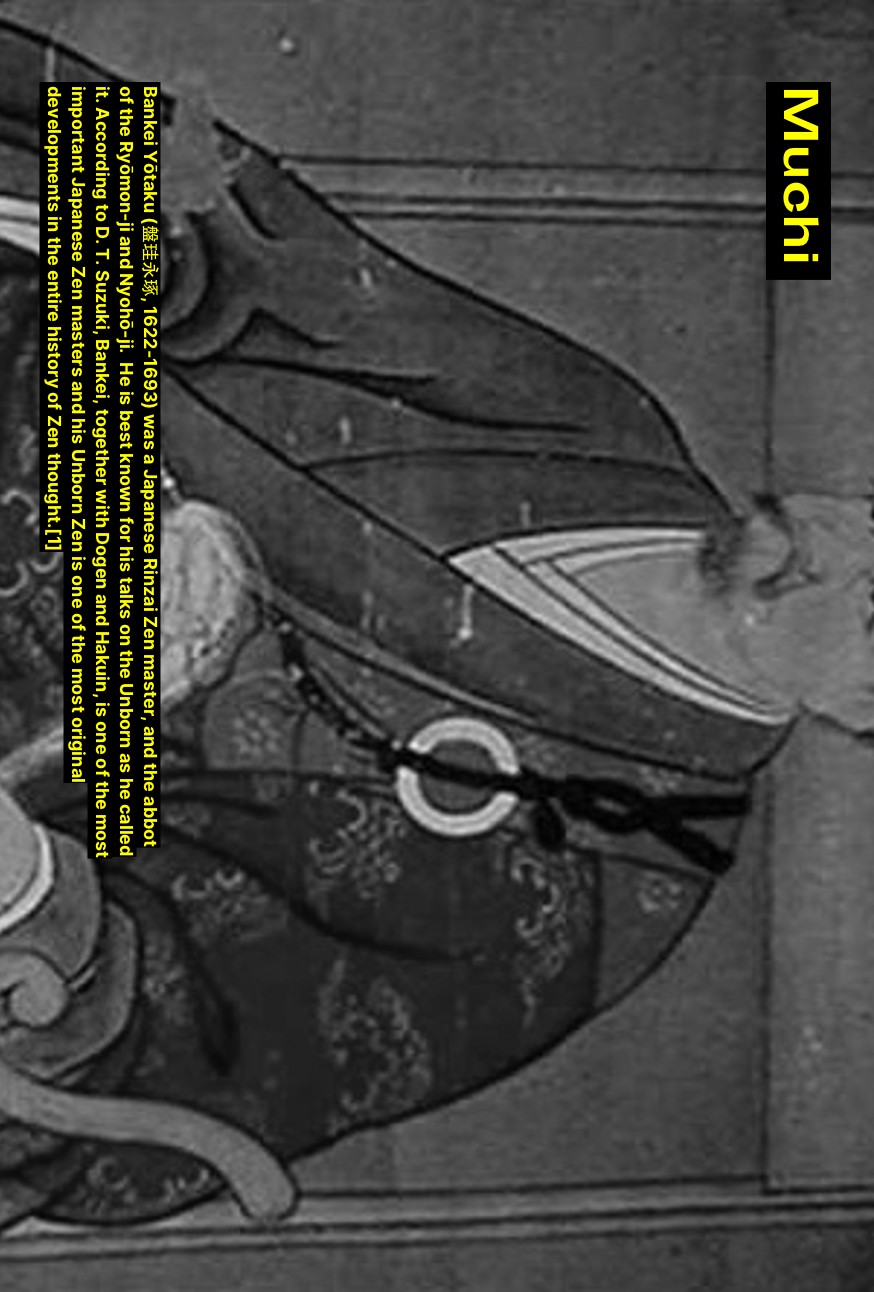 Muchi
Bankei Yōtaku (盤珪永琢, 1622-1693) was a Japanese Rinzai Zen master, and the abbot
of the Ryōmon-ji and Nyohō-ji.  He is best known for his talks on the Unborn as he called
it. According to D. T. Suzuki, Bankei, together with Dogen and Hakuin, is one of the most
important Japanese Zen masters and his Unborn Zen is one of the most original
developments in the entire history of Zen thought.[1]